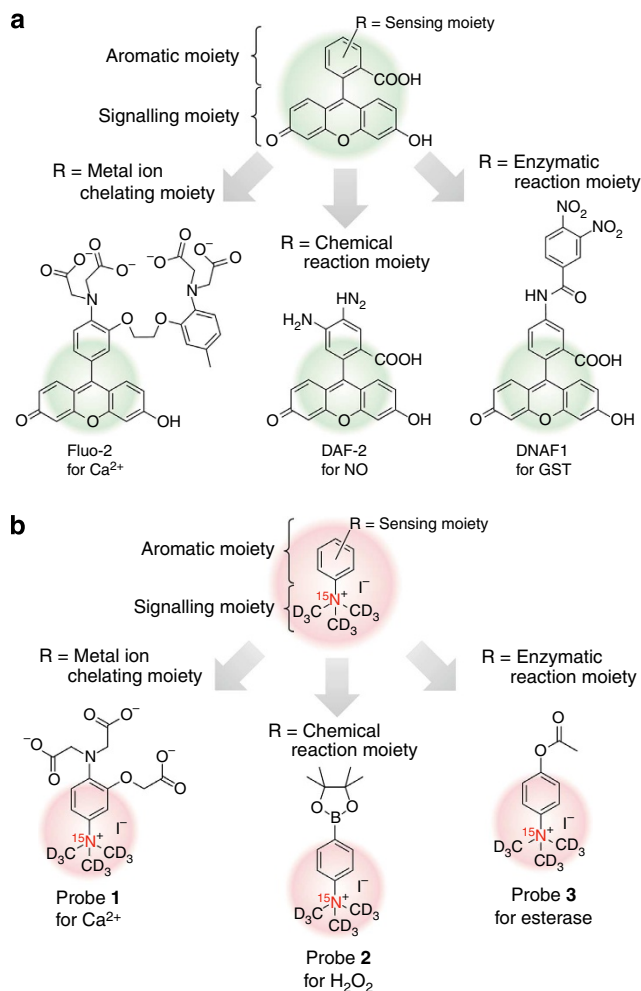 a
R = Sensing moiety
Aromatic moiety
COOH
Signalling moiety
O
O
OH
R = Metal ion
chelating moiety
R = Chemical
reaction moiety
R = Enzymatic
reaction moiety
O
O⁻
O⁻
O
⁻O
O
O⁻
O
N
N
O
O
O
O
OH
Fluo-2
for Ca²⁺
HN₂
H₂N
COOH
O
O
OH
DAF-2
for NO
NO₂
NO₂
HN
O
COOH
O
O
OH
DNAF1
for GST
b
R = Sensing moiety
Aromatic moiety
Signalling moiety
¹⁵N⁺
I⁻
D₃C
CD₃
CD₃
R = Metal ion
chelating moiety
R = Chemical
reaction moiety
R = Enzymatic
reaction moiety
O
O⁻
⁻O
O
N
O
O
O⁻
¹⁵N⁺
I⁻
D₃C
CD₃
CD₃
Probe 1
for Ca²⁺
O
O
B
¹⁵N⁺
I⁻
D₃C
CD₃
CD₃
Probe 2
for H₂O₂
O
O
¹⁵N⁺
I⁻
D₃C
CD₃
CD₃
Probe 3
for esterase